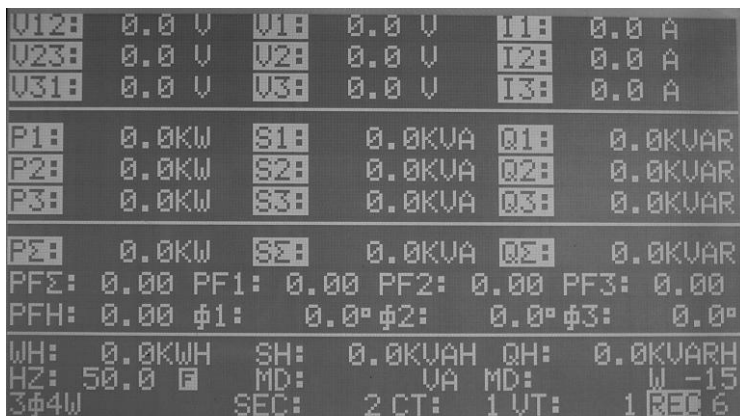 V12: 0.0 V V1: 0.0 V I1: 0.0 A
V23: 0.0 V V2: 0.0 V I2: 0.0 A
V31: 0.0 V V3: 0.0 V I3: 0.0 A
P1: 0.0KW S1: 0.0KVA Q1: 0.0KVAR
P2: 0.0KW S2: 0.0KVA Q2: 0.0KVAR
P3: 0.0KW S3: 0.0KVA Q3: 0.0KVAR
PΣ: 0.0KW SΣ: 0.0KVA QΣ: 0.0KVAR
PFΣ: 0.00 PF1: 0.00 PF2: 0.00 PF3: 0.00
PFH: 0.00 ϕ1: 0.0° ϕ2: 0.0° ϕ3: 0.0°
WH: 0.0KWH SH: 0.0KVAH QH: 0.0KVARH
HZ: 50.0 F MD: VA MD: W -15
3ϕ4W SEC: 2 CT: 1 VT: 1 REC 6